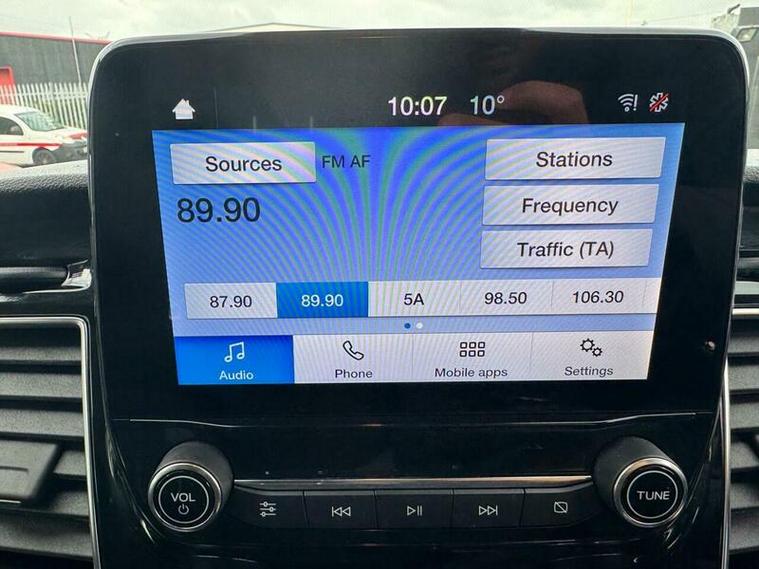 10:07 10°
Sources FM AF Stations
89.90 Frequency
Traffic (TA)
87.90 89.90 5A 98.50 106.30
Audio Phone Mobile apps Settings
VOL TUNE